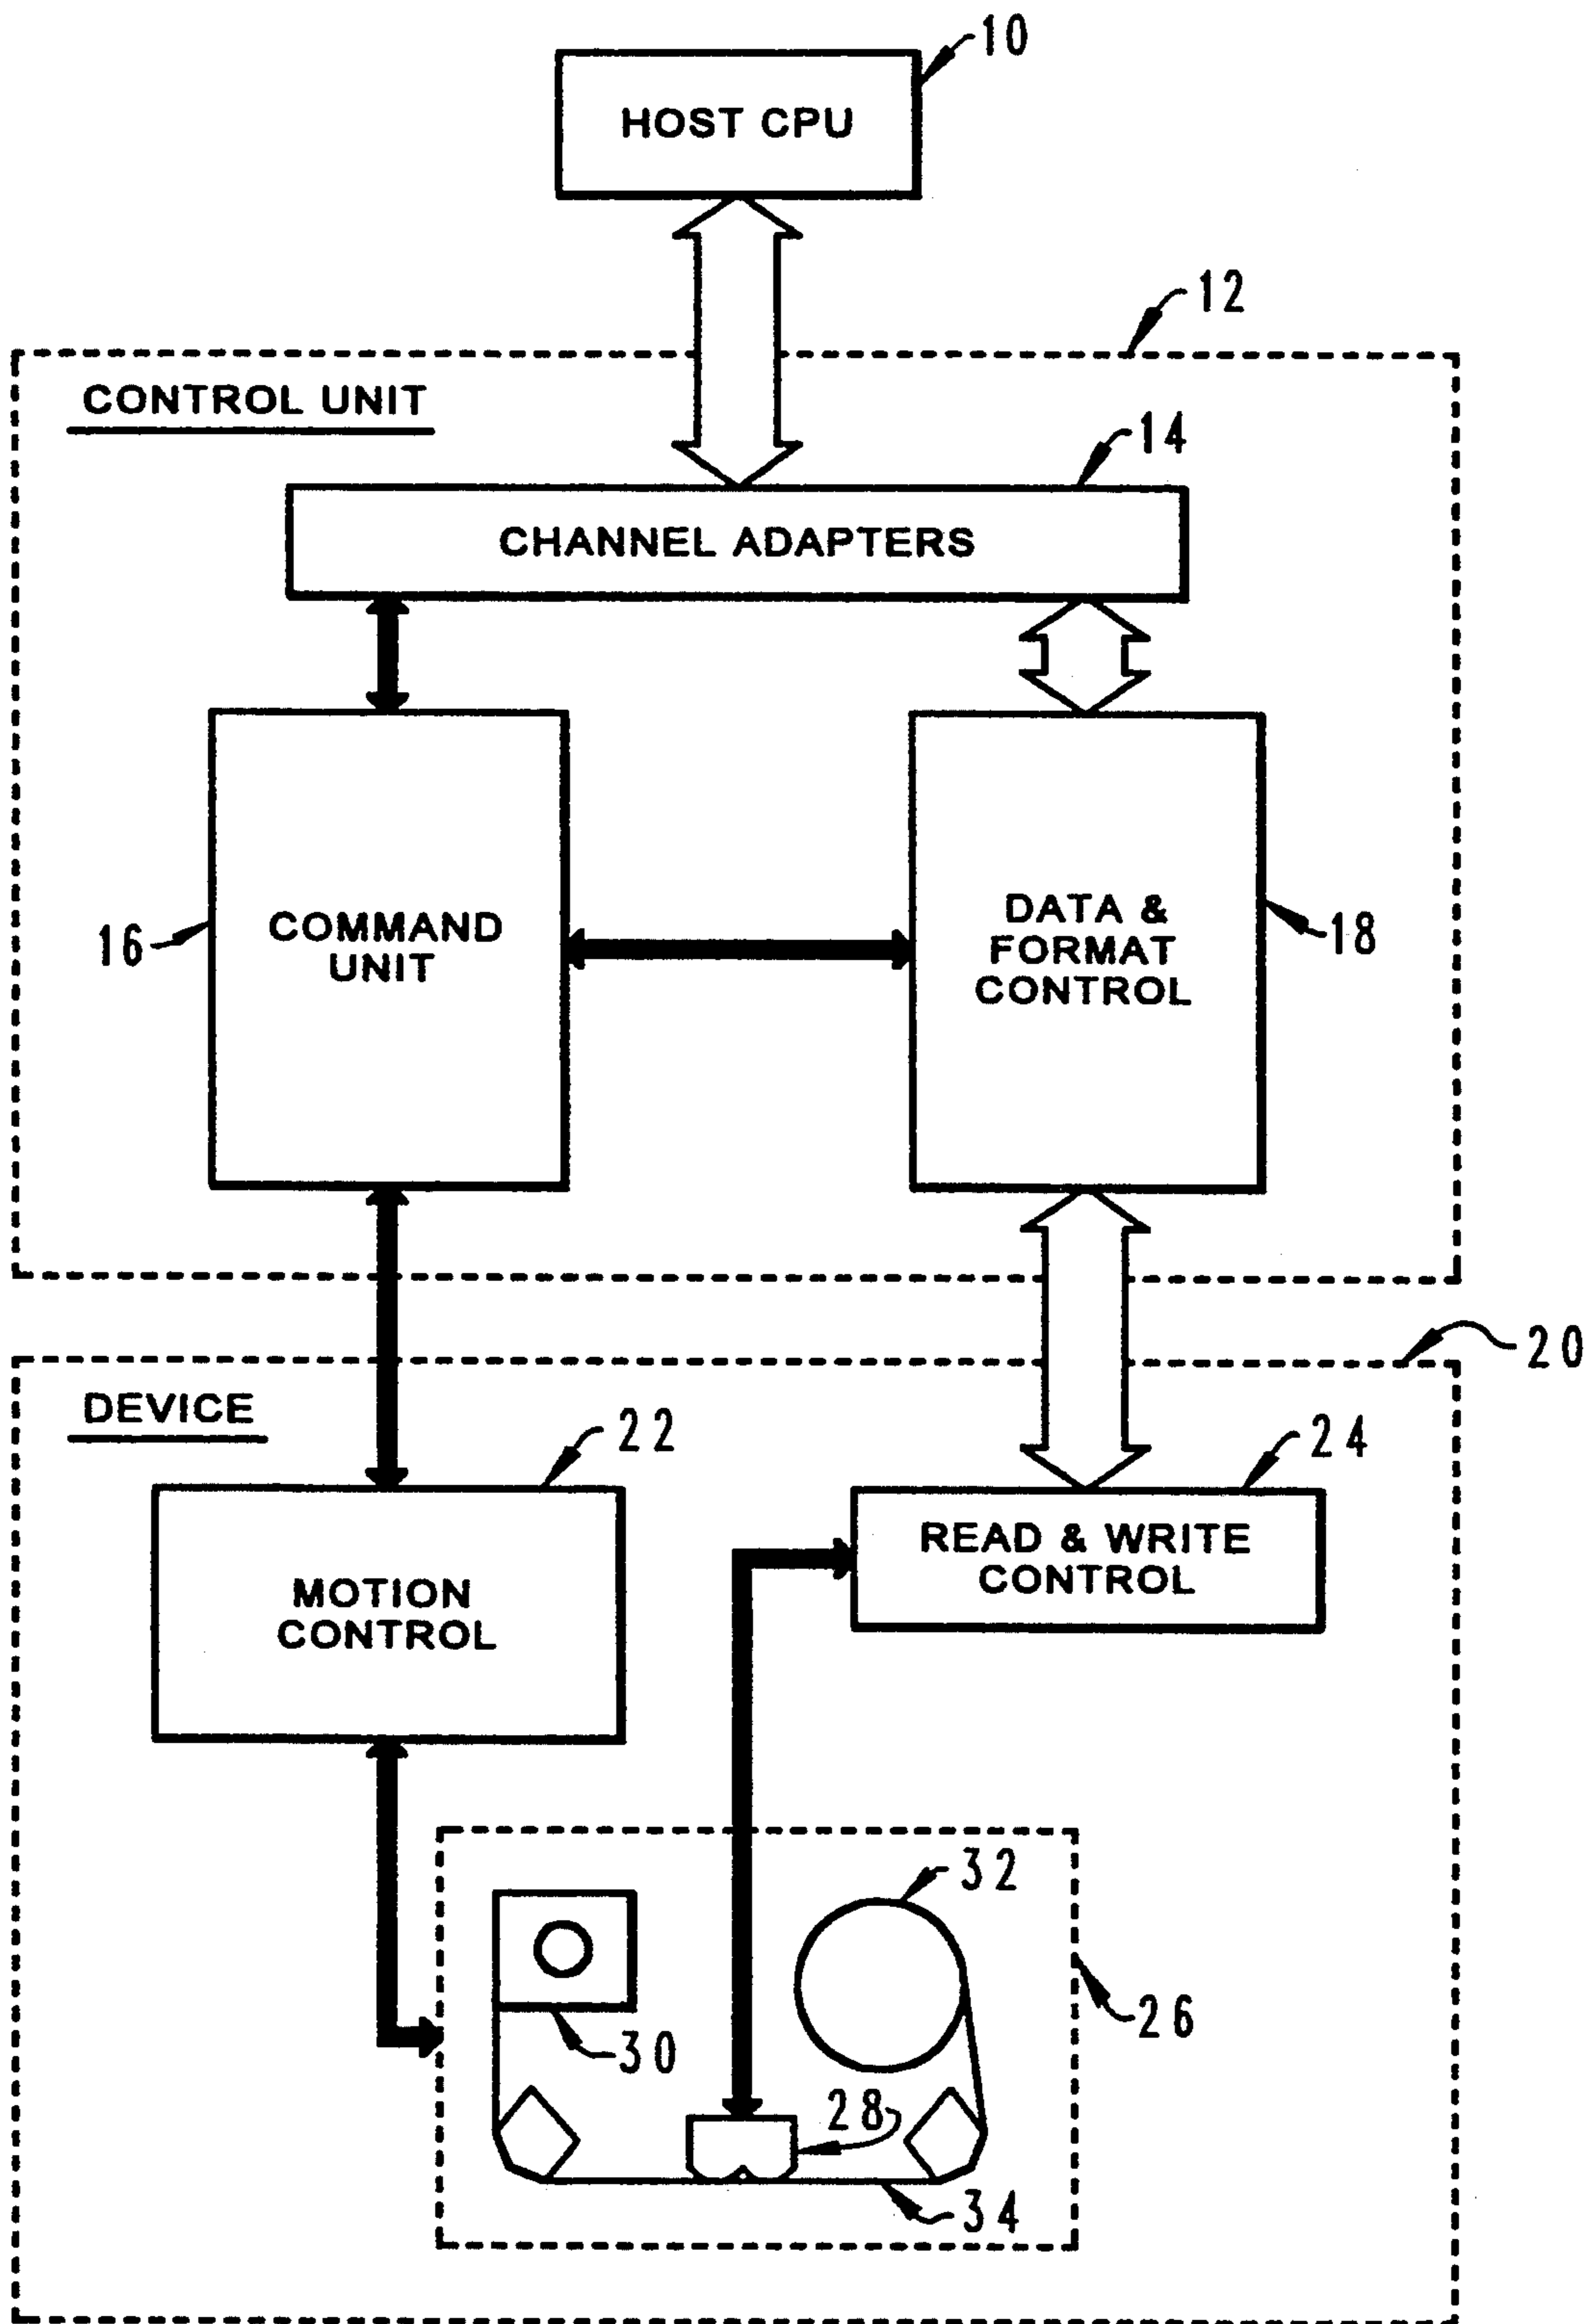 10
HOST CPU
12
CONTROL UNIT
14
CHANNEL ADAPTERS
16
COMMAND
UNIT
DATA &
FORMAT
CONTROL
18
20
DEVICE
22
24
READ & WRITE
CONTROL
MOTION
CONTROL
32
26
30
28
34